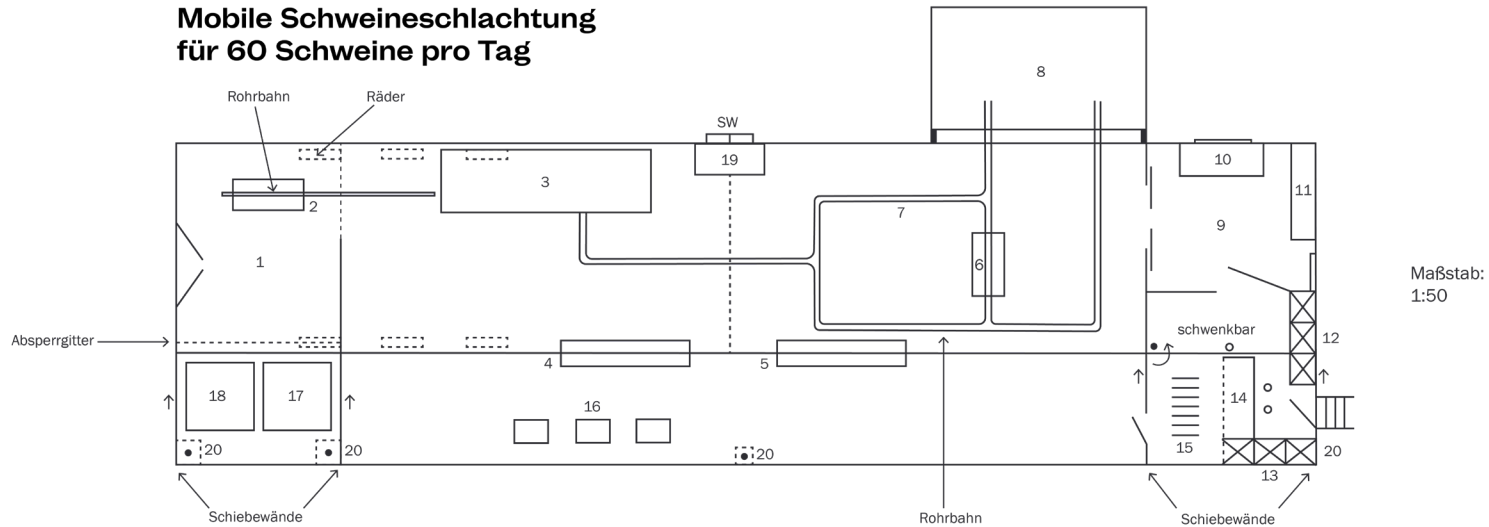 Mobile Schweineschlachtung
für 60 Schweine pro Tag
Rohrbahn
Räder
SW
8
19
10
3
11
2
7
9
1
6
Maßstab:
1:50
schwenkbar
Absperrgitter
12
4
5
18
17
14
16
20
20
20
15
20
13
Schiebewände
Rohrbahn
Schiebewände